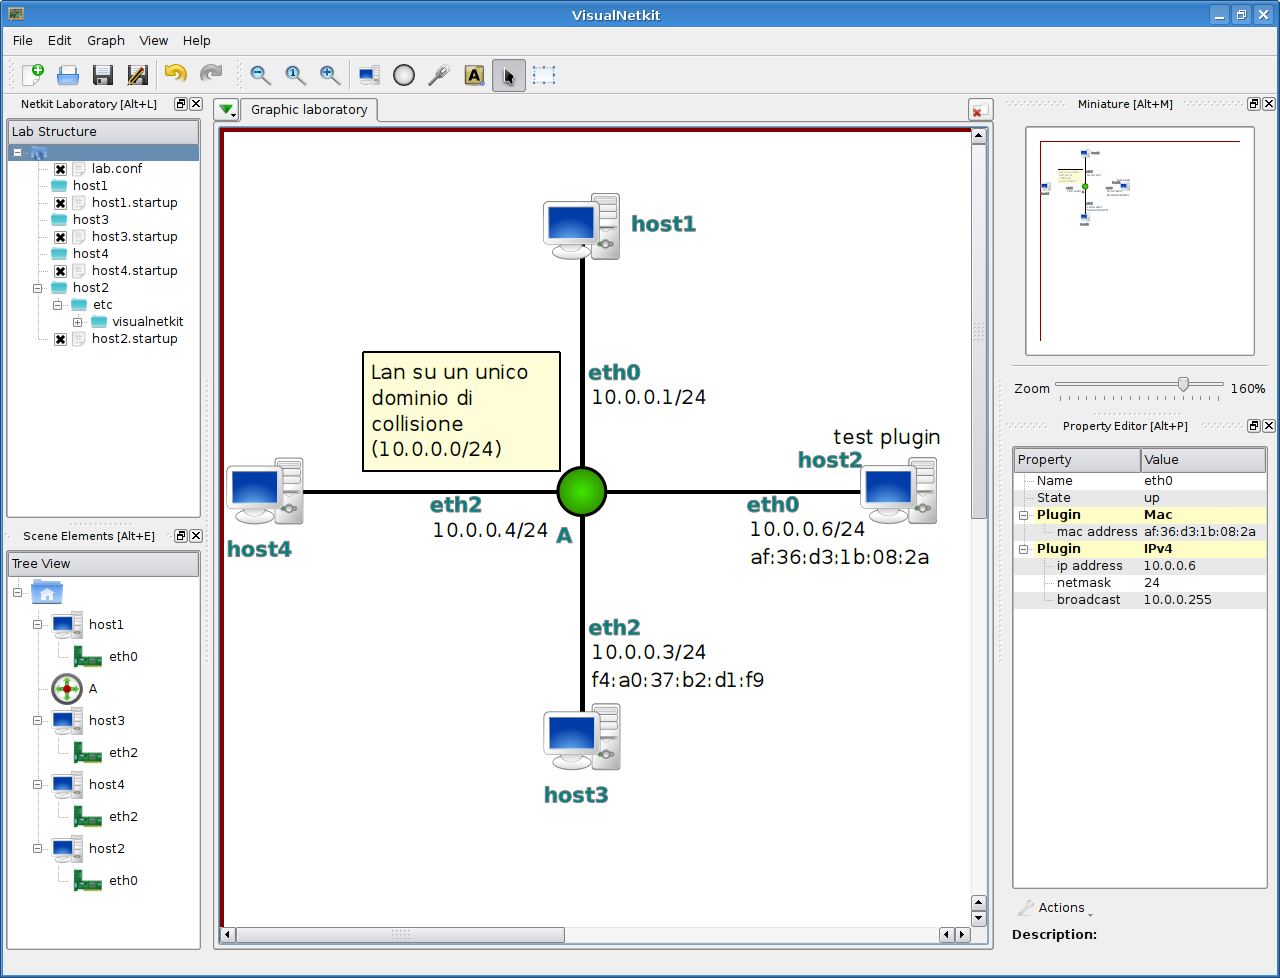 VisualNetkit
File Edit Graph View Help
Netkit Laboratory [Alt+L]
Lab Structure
lab.conf
host1
host1.startup
host3
host3.startup
host4
host4.startup
host2
etc
visualnetkit
host2.startup
Scene Elements [Alt+E]
Tree View
host1
eth0
A
host3
eth2
host4
eth2
host2
eth0
Graphic laboratory
host1
eth0
10.0.0.1/24
Lan su un unico
dominio di
collisione
(10.0.0.0/24)
test plugin
host2
eth0
10.0.0.6/24
af:36:d3:1b:08:2a
eth2
10.0.0.4/24
A
host4
eth2
10.0.0.3/24
f4:a0:37:b2:d1:f9
host3
Miniature [Alt+M]
Zoom 160%
Property Editor [Alt+P]
Property Value
Name eth0
State up
Plugin Mac
mac address af:36:d3:1b:08:2a
Plugin IPv4
ip address 10.0.0.6
netmask 24
broadcast 10.0.0.255
Actions
Description: